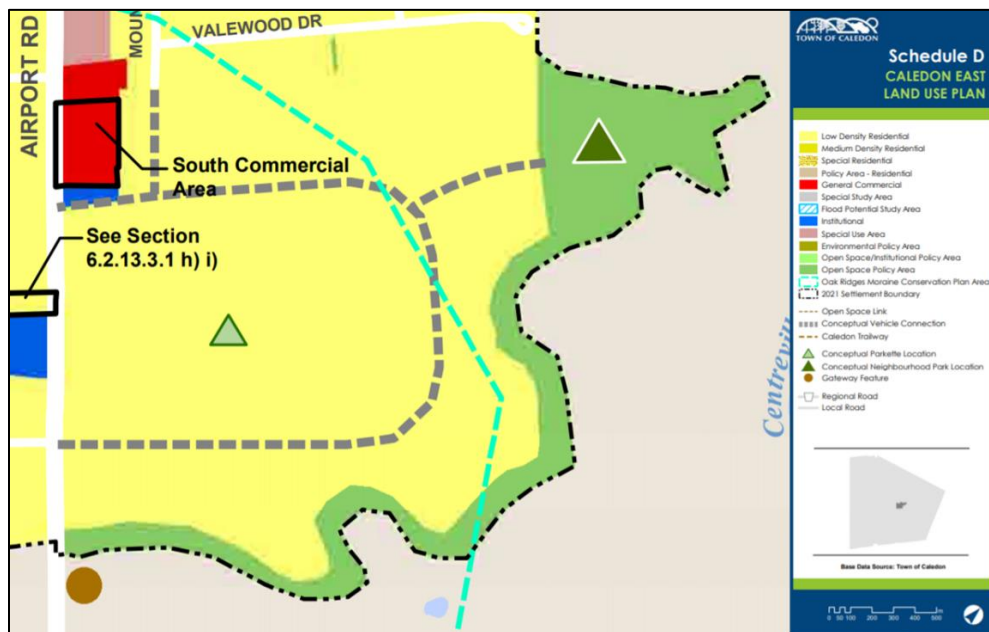 AIRPORT RD
MOUN
VALEWOOD DR
South Commercial
Area
See Section
6.2.13.3.1 h) i)
Centrevill
TOWN OF CALEDON
Schedule D
CALEDON EAST
LAND USE PLAN
Low Density Residential
Medium Density Residential
Special Residential
Policy Area - Residential
General Commercial
Special Study Area
Flood Potential Study Area
Institutional
Special Use Area
Environmental Policy Area
Open Space/Institutional Policy Area
Open Space Policy Area
Oak Ridges Moraine Conservation Plan Area
2021 Settlement Boundary
Open Space Link
Conceptual Vehicle Connection
Caledon Trailway
Conceptual Parkette Location
Conceptual Neighbourhood Park Location
Gateway Feature
Regional Road
Local Road
Base Data Source: Town of Caledon
0 50 100 200 300 400 500 m